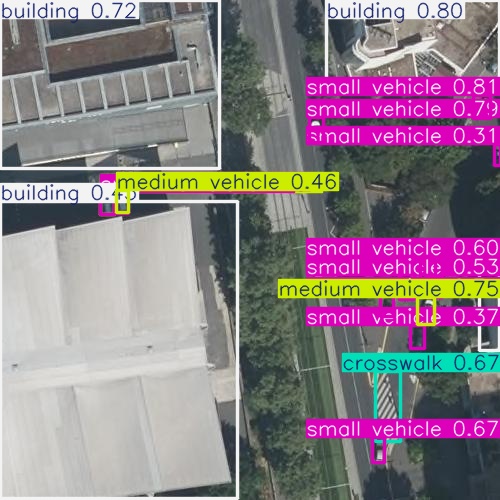 building 0.72
building 0.80
small vehicle 0.81
small vehicle 0.79
small vehicle 0.31
medium vehicle 0.46
building 0.45
small vehicle 0.60
small vehicle 0.53
medium vehicle 0.75
small vehicle 0.37
crosswalk 0.67
small vehicle 0.67